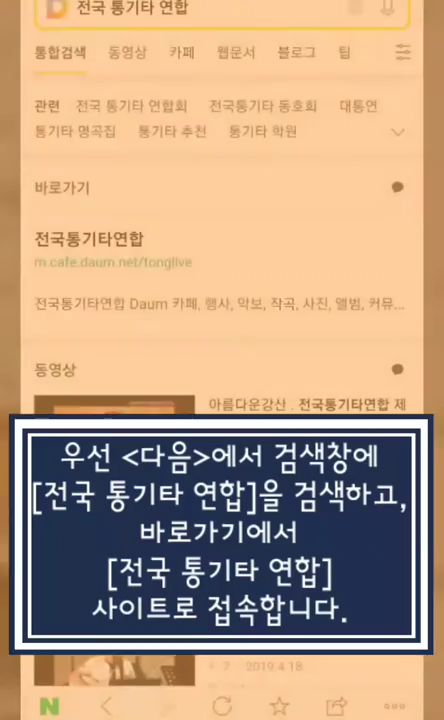 전국 통기타 연합
통합검색 동영상 카페 웹문서 블로그 팁
관련 전국 통기타 연합회 전국통기타 동호회 대통연
통기타 명곡집 통기타 추천 통기타 학원
바로가기
전국통기타연합
m.cafe.daum.net/tonglive
전국통기타연합 Daum 카페, 행사, 악보, 작곡, 사진, 앨범, 커뮤...
동영상
아름다운강산 . 전국통기타연합 제
우선 <다음>에서 검색창에
[전국 통기타 연합]을 검색하고,
바로가기에서
[전국 통기타 연합]
사이트로 접속합니다.
2019.4.18
N